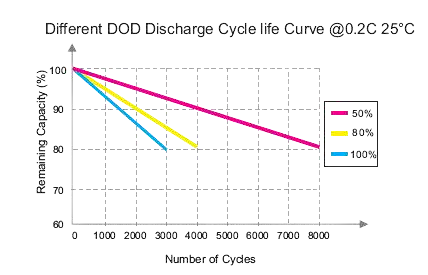 Different DOD Discharge Cycle life Curve @0.2C 25°C
Remaining Capacity (%)
100
90
80
70
60
0 1000 2000 3000 4000 5000 6000 7000 8000
Number of Cycles
50%
80%
100%